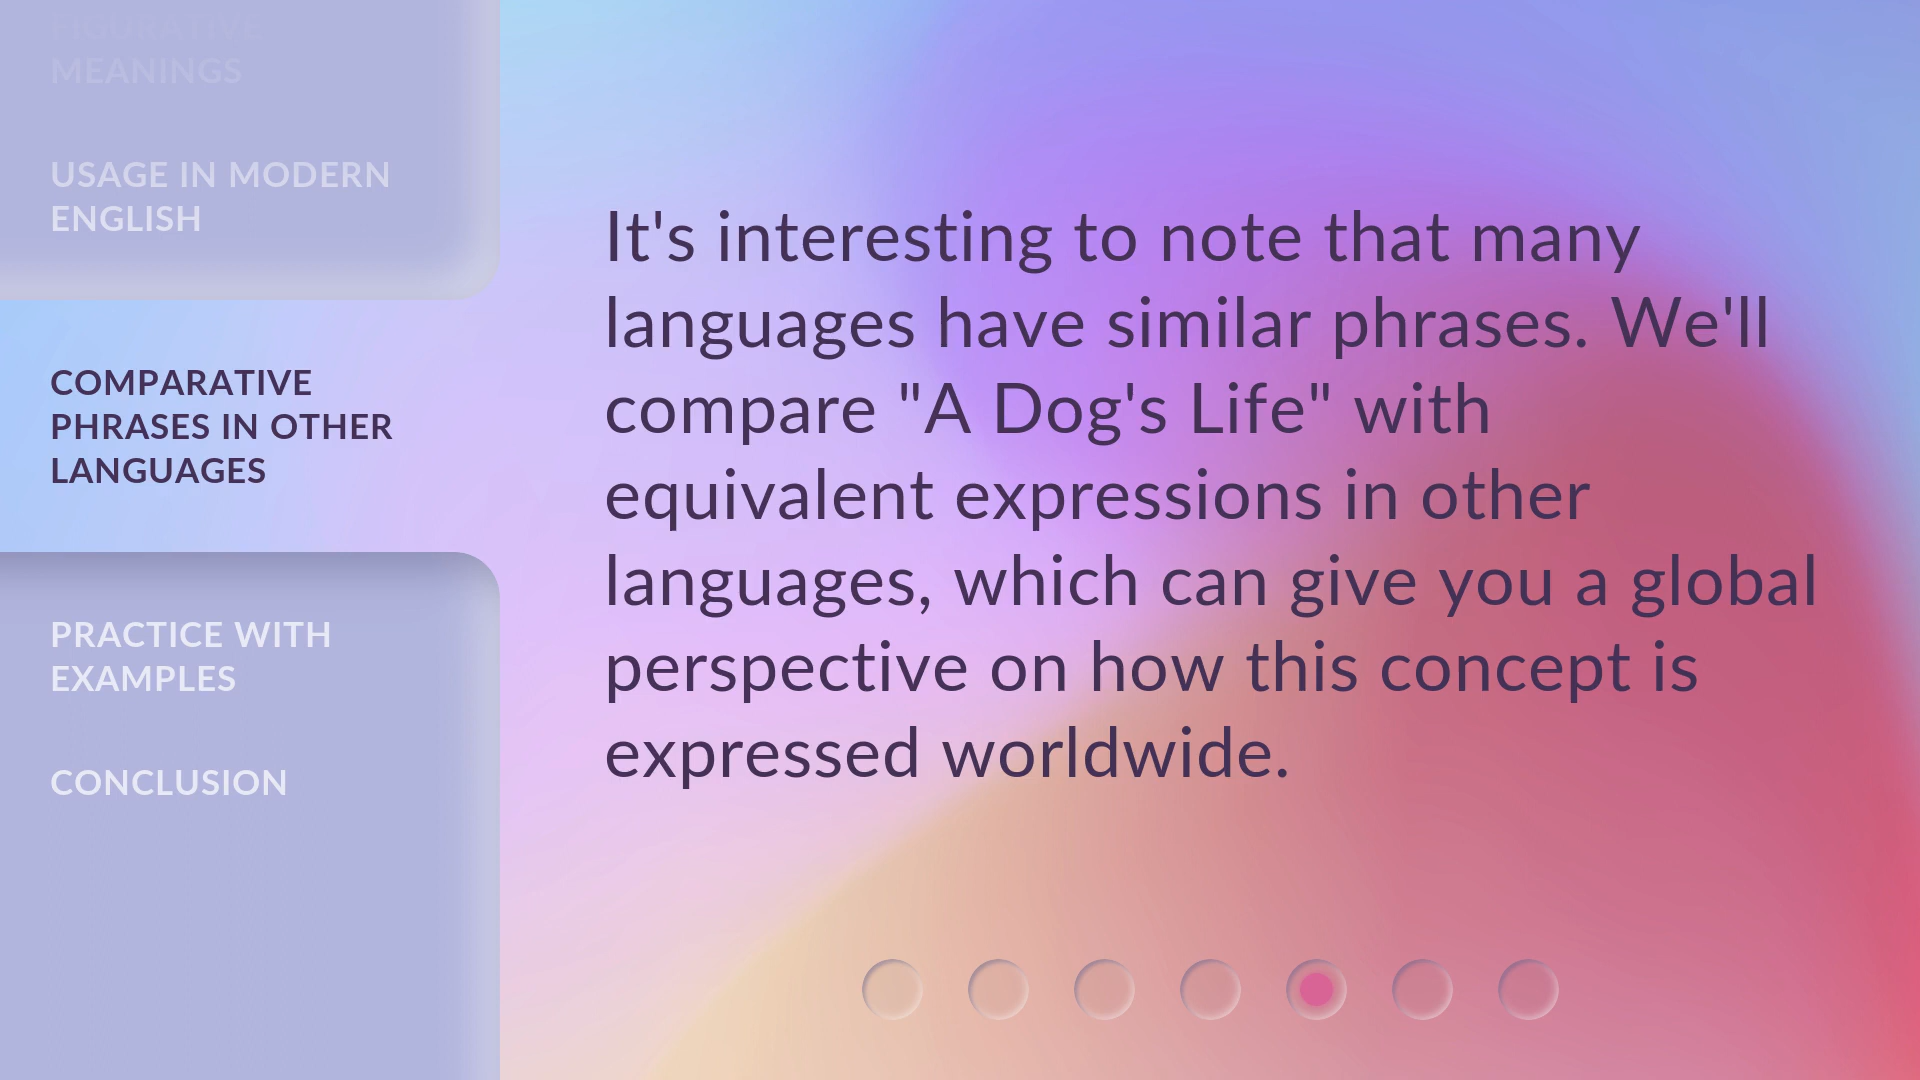 FIGURATIVE
MEANINGS
USAGE IN MODERN
ENGLISH
COMPARATIVE
PHRASES IN OTHER
LANGUAGES
PRACTICE WITH
EXAMPLES
CONCLUSION
It's interesting to note that many
languages have similar phrases. We'll
compare "A Dog's Life" with
equivalent expressions in other
languages, which can give you a global
perspective on how this concept is
expressed worldwide.